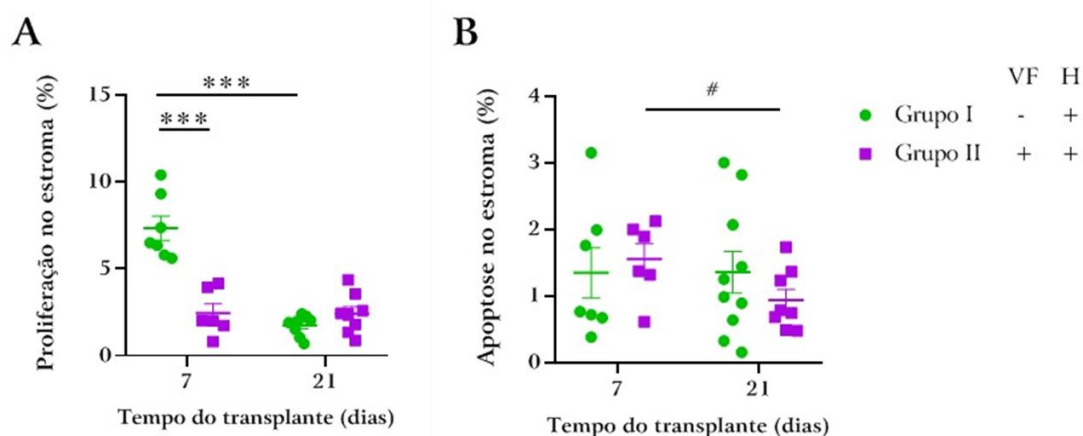 A
Proliferação no estroma (%)
15
10
5
0
***
***
7
21
Tempo do transplante (dias)
B
Apoptose no estroma (%)
4
3
2
1
0
#
7
21
Tempo do transplante (dias)
VF H
Grupo I - +
Grupo II + +